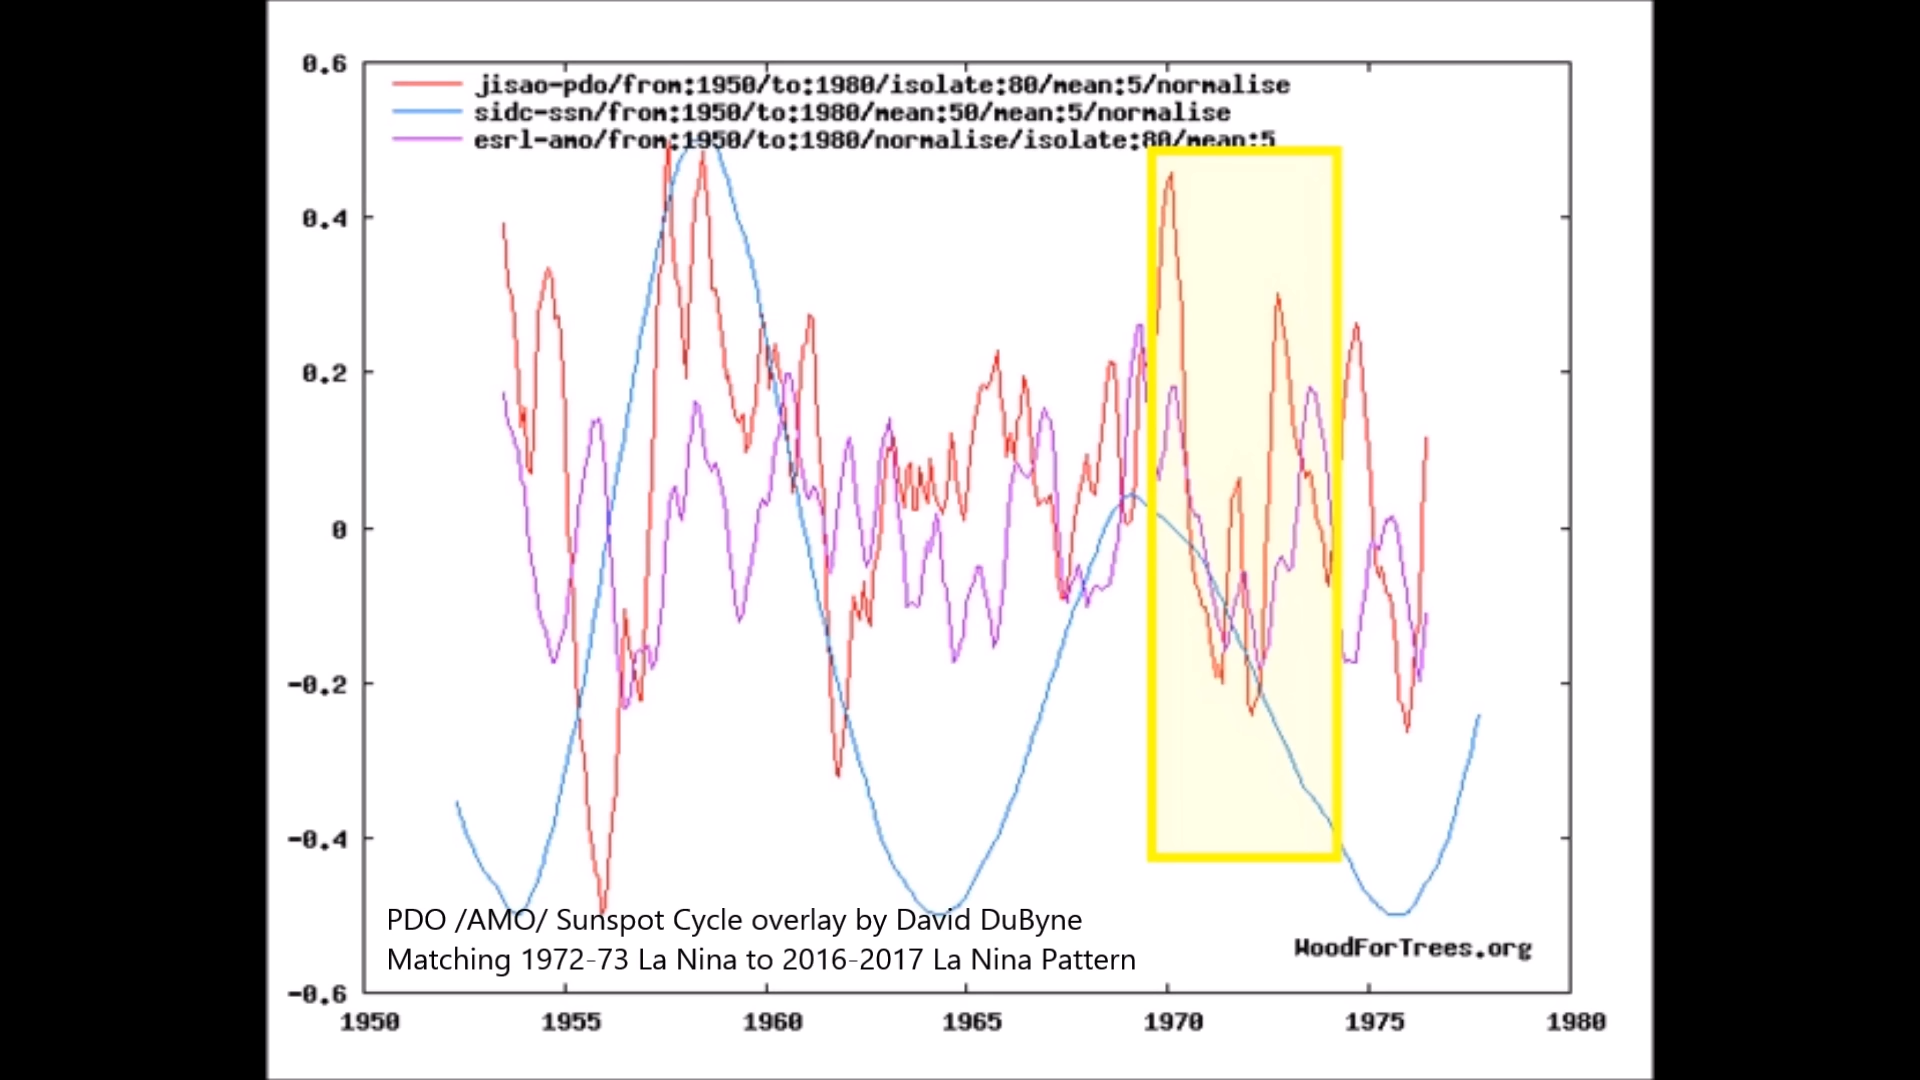 0.6
jisao-pdo/from:1950/to:1980/isolate:80/mean:5/normalise
sidc-ssn/from:1950/to:1980/mean:50/mean:5/normalise
esrl-amo/from:1950/to:1980/normalise/isolate:80/mean:5
0.4
0.2
0
-0.2
-0.4
PDO /AMO/ Sunspot Cycle overlay by David DuByne
Matching 1972-73 La Nina to 2016-2017 La Nina Pattern
WoodForTrees.org
-0.6
1950 1955 1960 1965 1970 1975 1980